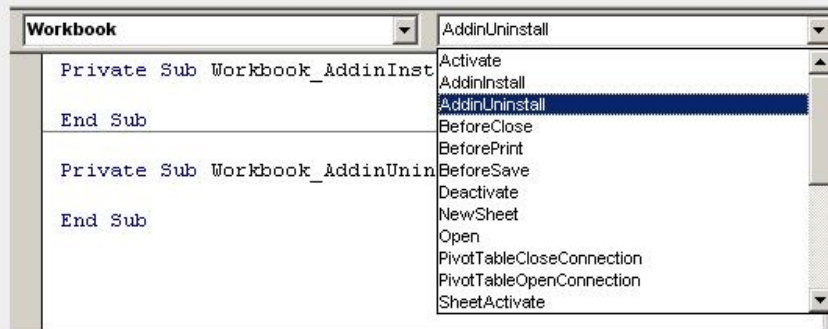 Workbook
AddinUninstall
Private Sub Workbook_AddinInst
End Sub
Private Sub Workbook_AddinUnin
End Sub
Activate
AddinInstall
AddinUninstall
BeforeClose
BeforePrint
BeforeSave
Deactivate
NewSheet
Open
PivotTableCloseConnection
PivotTableOpenConnection
SheetActivate